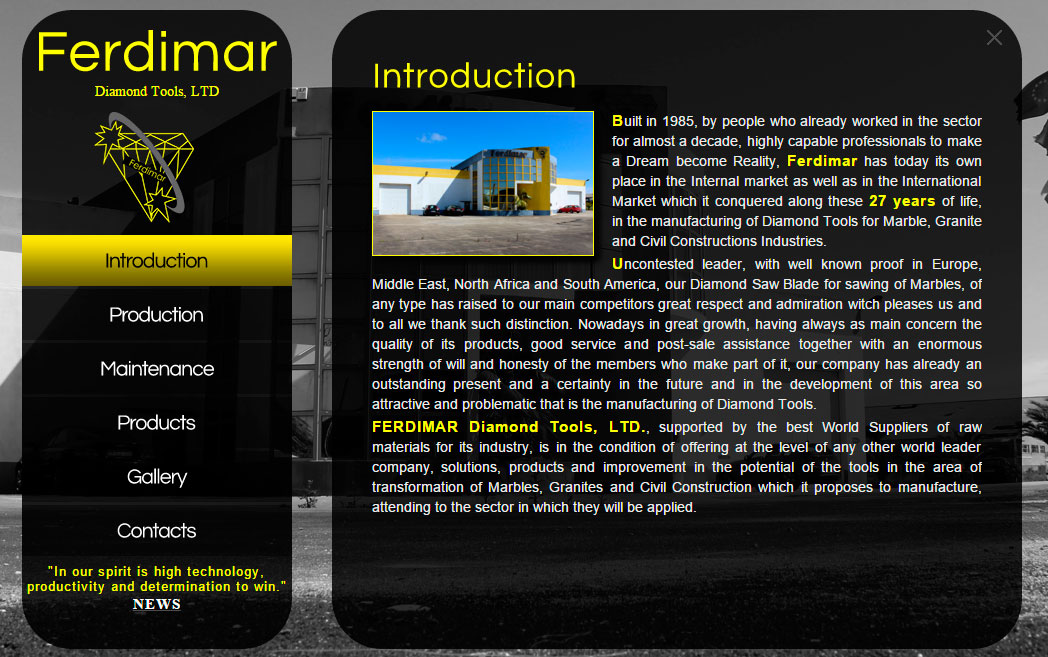 Ferdimar
Diamond Tools, LTD
Ferdimar
Introduction
Production
Maintenance
Products
Gallery
Contacts
"In our spirit is high technology,
productivity and determination to win."
NEWS
Introduction
Ferdimar
Built in 1985, by people who already worked in the sector
for almost a decade, highly capable professionals to make
a Dream become Reality, Ferdimar has today its own
place in the Internal market as well as in the International
Market which it conquered along these 27 years of life,
in the manufacturing of Diamond Tools for Marble, Granite
and Civil Constructions Industries.
Uncontested leader, with well known proof in Europe,
Middle East, North Africa and South America, our Diamond Saw Blade for sawing of Marbles, of
any type has raised to our main competitors great respect and admiration witch pleases us and
to all we thank such distinction. Nowadays in great growth, having always as main concern the
quality of its products, good service and post-sale assistance together with an enormous
strength of will and honesty of the members who make part of it, our company has already an
outstanding present and a certainty in the future and in the development of this area so
attractive and problematic that is the manufacturing of Diamond Tools.
FERDIMAR Diamond Tools, LTD., supported by the best World Suppliers of raw
materials for its industry, is in the condition of offering at the level of any other world leader
company, solutions, products and improvement in the potential of the tools in the area of
transformation of Marbles, Granites and Civil Construction which it proposes to manufacture,
attending to the sector in which they will be applied.